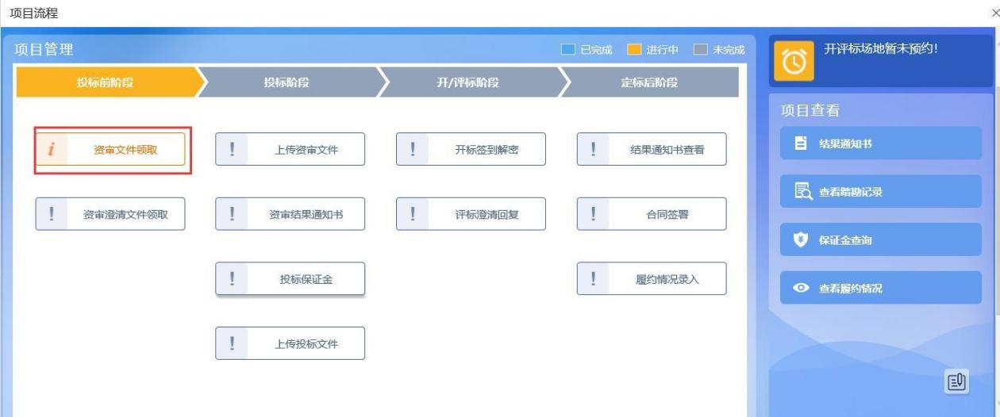 项目流程
项目管理
已完成 进行中 未完成
投标前阶段 投标阶段 开/评标阶段 定标后阶段
资审文件领取 上传资审文件 开标签到解密 结果通知书查看
资审澄清文件领取 资审结果通知书 评标澄清回复 合同签署
投标保证金 履约情况录入
上传投标文件
开评标场地暂未预约！
项目查看
结果通知书
查看踏勘记录
保证金查询
查看履约情况